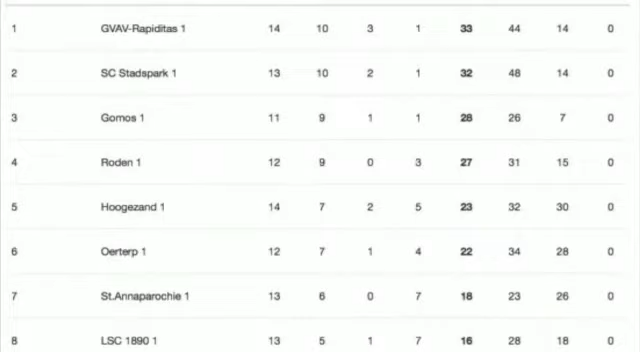 1 GVAV-Rapiditas 1 14 10 3 1 33 44 14 0
2 SC Stadspark 1 13 10 2 1 32 48 14 0
3 Gomos 1 11 9 1 1 28 26 7 0
4 Roden 1 12 9 0 3 27 31 15 0
5 Hoogezand 1 14 7 2 5 23 32 30 0
6 Oerterp 1 12 7 1 4 22 34 28 0
7 St.Annaparochie 1 13 6 0 7 18 23 26 0
8 LSC 1890 1 13 5 1 7 16 28 18 0